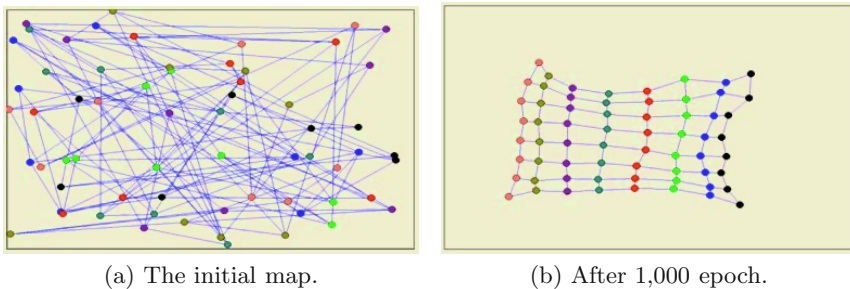 (a) The initial map.
(b) After 1,000 epoch.